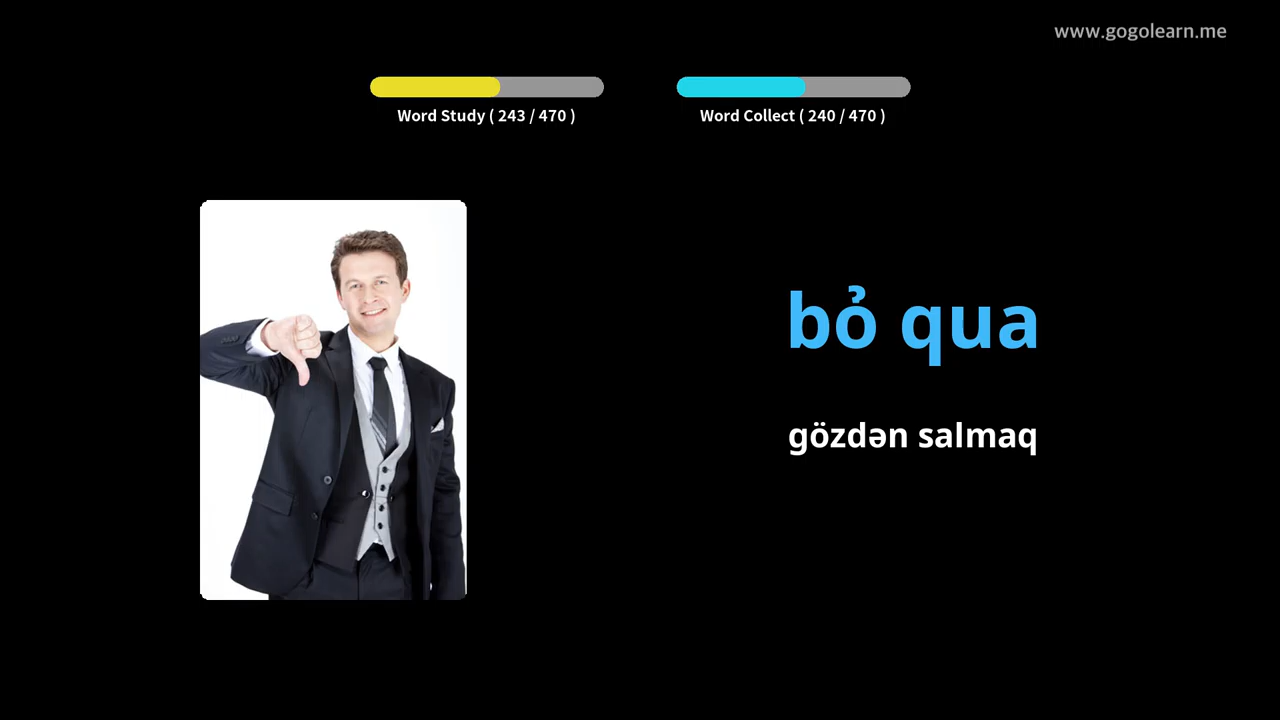 www.gogolearn.me
Word Study ( 243 / 470 )
Word Collect ( 240 / 470 )
bỏ qua
gözdən salmaq